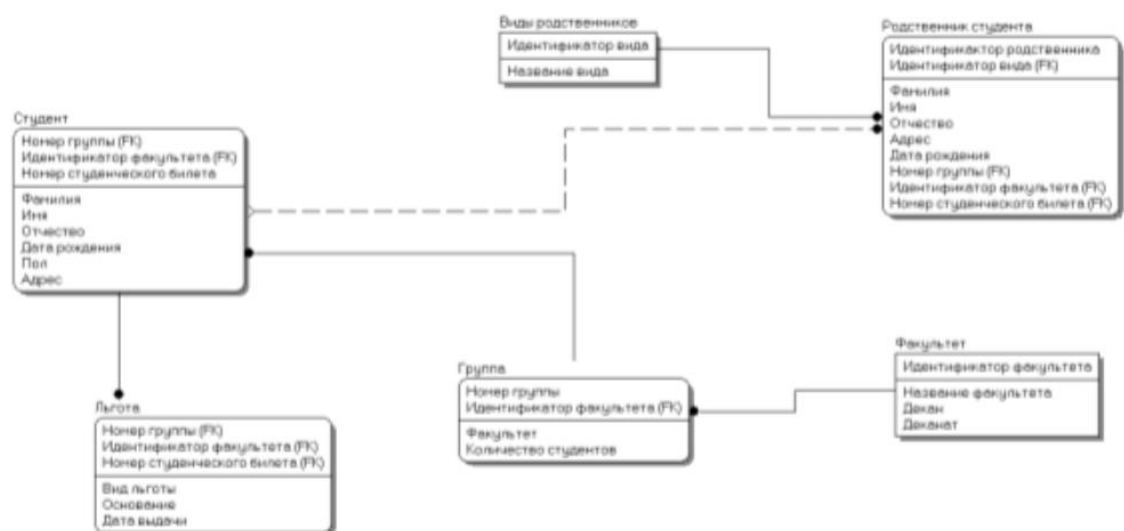 Виды родственников
Идентификатор вида
Название вида
Родственник студента
Идентификактор родственника
Идентификатор вида (FK)
Фамилия
Имя
Отчество
Адрес
Дата рождения
Номер группы (FK)
Идентификатор факультета (FK)
Номер студенческого билета (FK)
Студент
Номер группы (FK)
Идентификатор факультета (FK)
Номер студенческого билета
Фамилия
Имя
Отчество
Дата рождения
Пол
Адрес
Группа
Номер группы
Идентификатор факультета (FK)
Факультет
Количество студентов
Факультет
Идентификатор факультета
Название факультета
Декан
Деканат
Льгота
Номер группы (FK)
Идентификатор факультета (FK)
Номер студенческого билета (FK)
Вид льготы
Основание
Дата выдачи